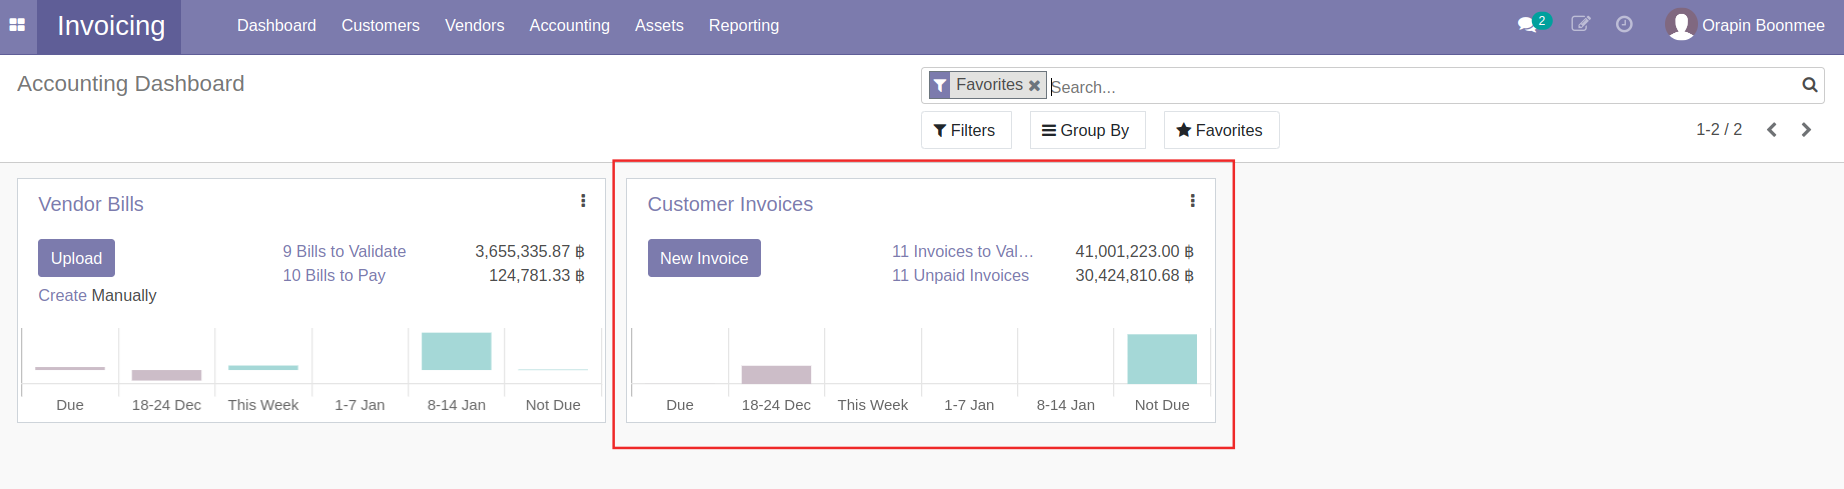 Invoicing Dashboard Customers Vendors Accounting Assets Reporting 2 Orapin Boonmee
Accounting Dashboard
Favorites Search...
Filters Group By Favorites 1-2 / 2
Vendor Bills
Upload
Create Manually
9 Bills to Validate 3,655,335.87 ฿
10 Bills to Pay 124,781.33 ฿
Due 18-24 Dec This Week 1-7 Jan 8-14 Jan Not Due
Customer Invoices
New Invoice
11 Invoices to Val... 41,001,223.00 ฿
11 Unpaid Invoices 30,424,810.68 ฿
Due 18-24 Dec This Week 1-7 Jan 8-14 Jan Not Due